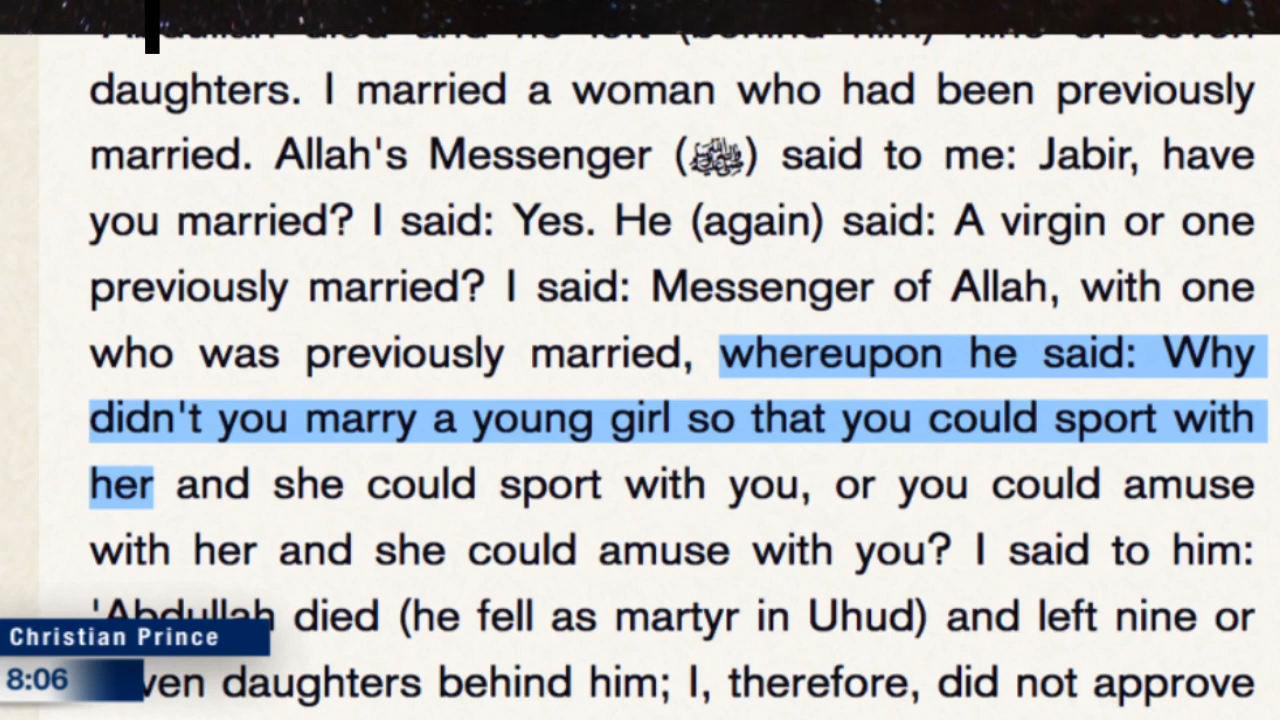 daughters. I married a woman who had been previously
married. Allah's Messenger (ﷺ) said to me: Jabir, have
you married? I said: Yes. He (again) said: A virgin or one
previously married? I said: Messenger of Allah, with one
who was previously married, whereupon he said: Why
didn't you marry a young girl so that you could sport with
her and she could sport with you, or you could amuse
with her and she could amuse with you? I said to him:
'Abdullah died (he fell as martyr in Uhud) and left nine or
daughters behind him; I, therefore, did not approve
Christian Prince
8:06